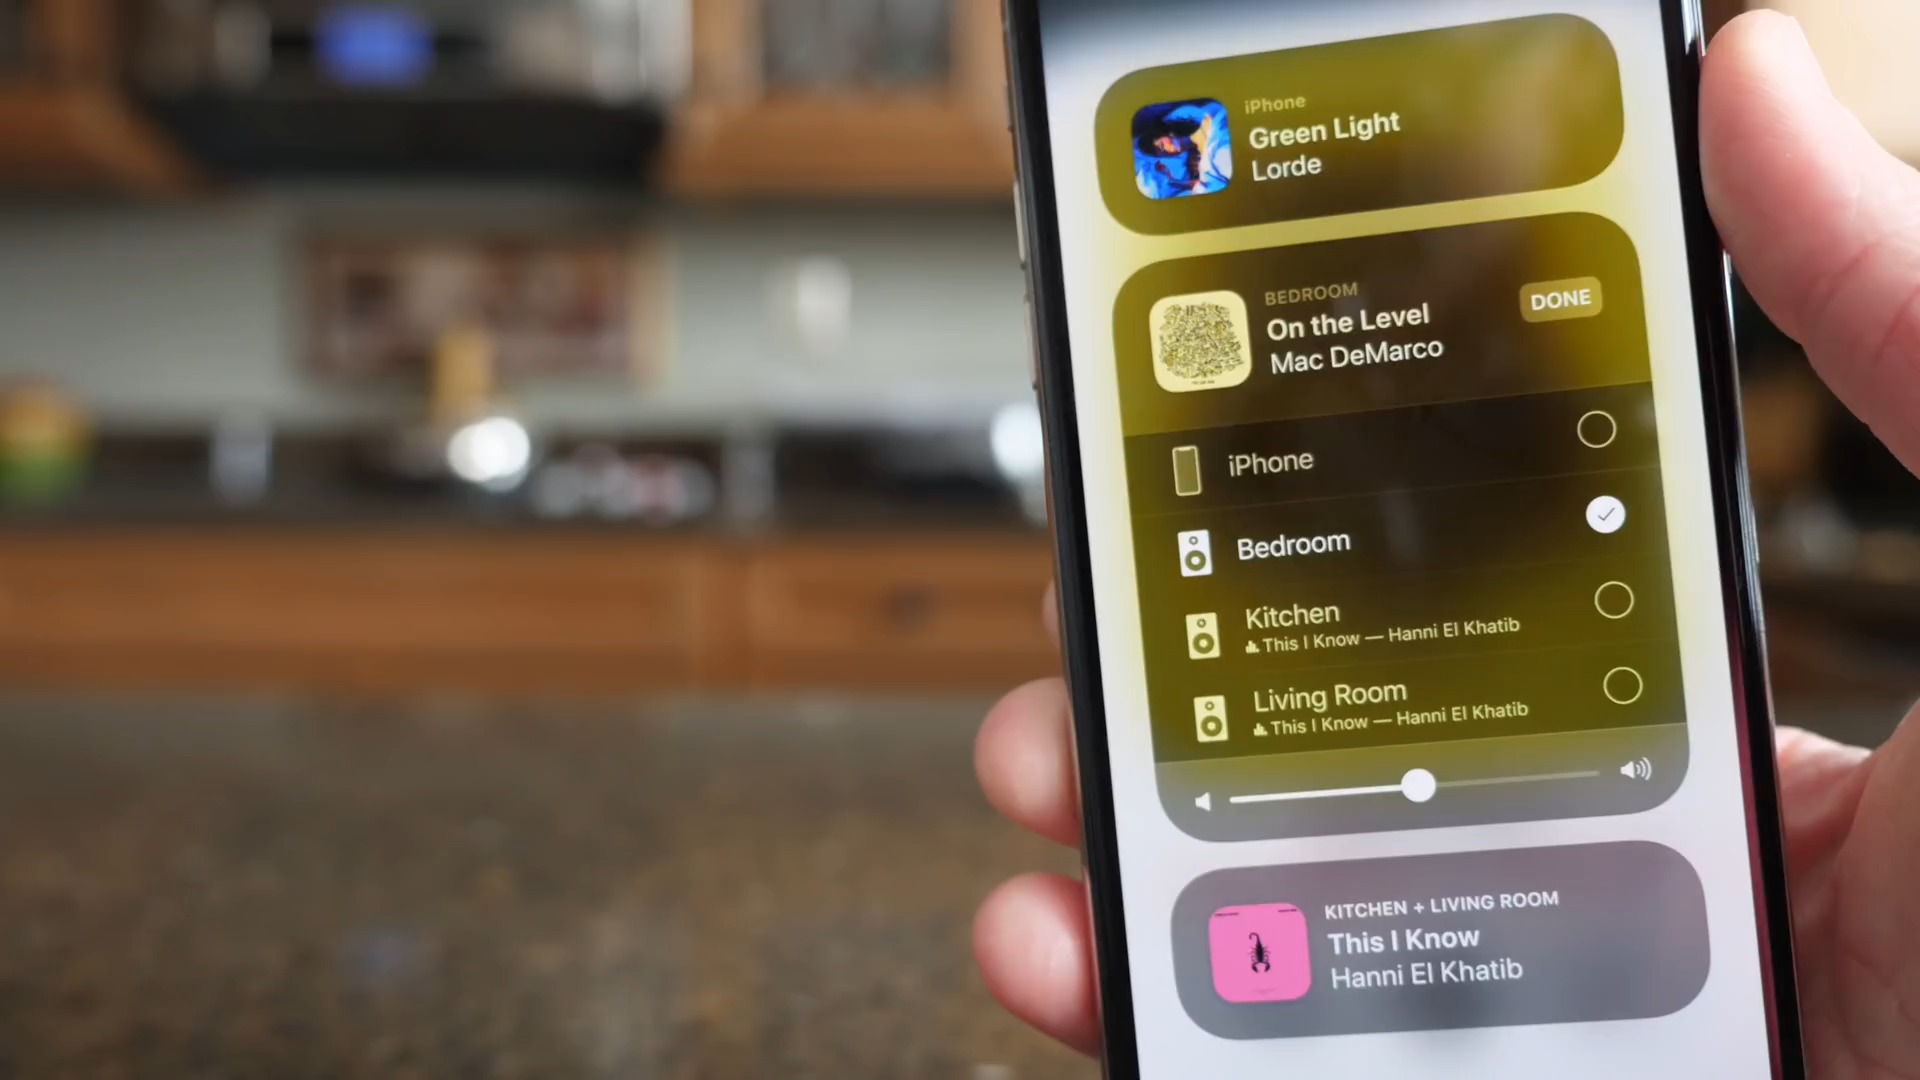 iPhone
Green Light
Lorde
BEDROOM
On the Level
Mac DeMarco
DONE
iPhone
Bedroom
Kitchen
This I Know — Hanni El Khatib
Living Room
This I Know — Hanni El Khatib
KITCHEN + LIVING ROOM
This I Know
Hanni El Khatib